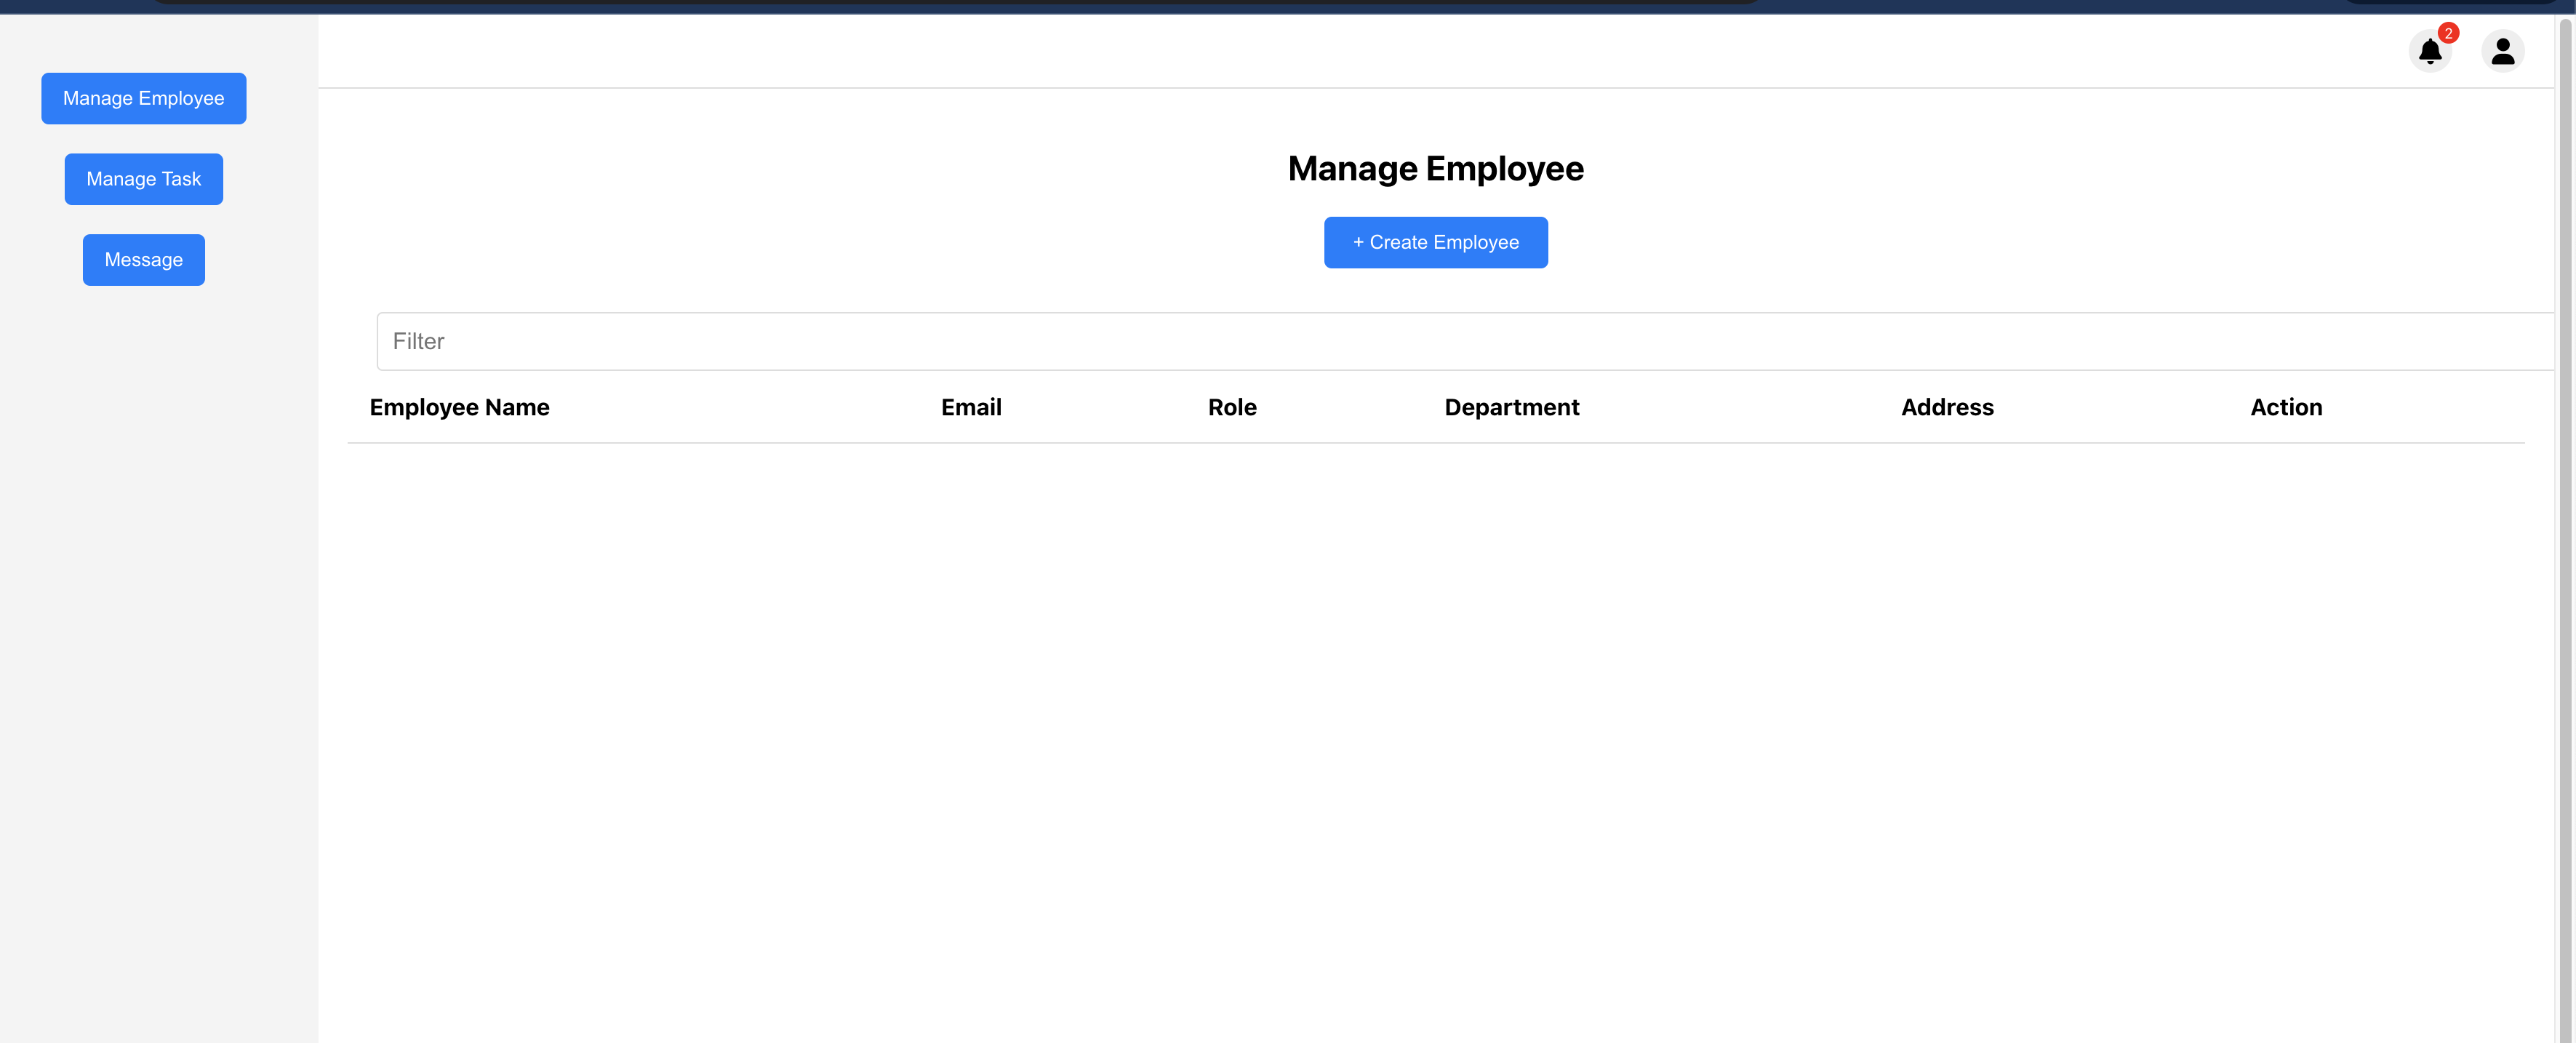 2
Manage Employee
Manage Task
Message
Manage Employee
+ Create Employee
Filter
Employee Name Email Role Department Address Action